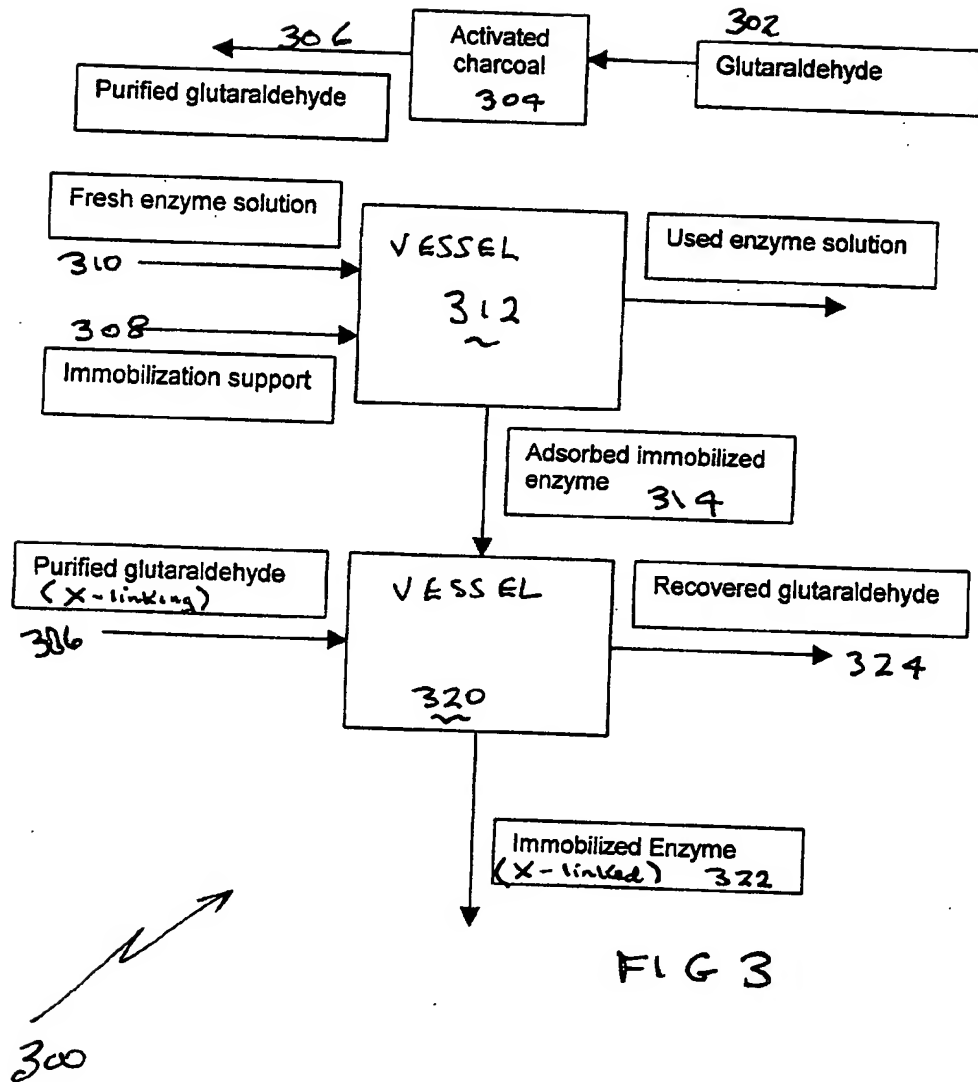 306
Activated
charcoal
304
302
Glutaraldehyde
Purified glutaraldehyde
Fresh enzyme solution
310
308
Immobilization support
VESSEL
312
Used enzyme solution
Adsorbed immobilized
enzyme 314
Purified glutaraldehyde
(X-linking)
306
VESSEL
320
Recovered glutaraldehyde
324
Immobilized Enzyme
(X-linked) 322
FIG 3
300